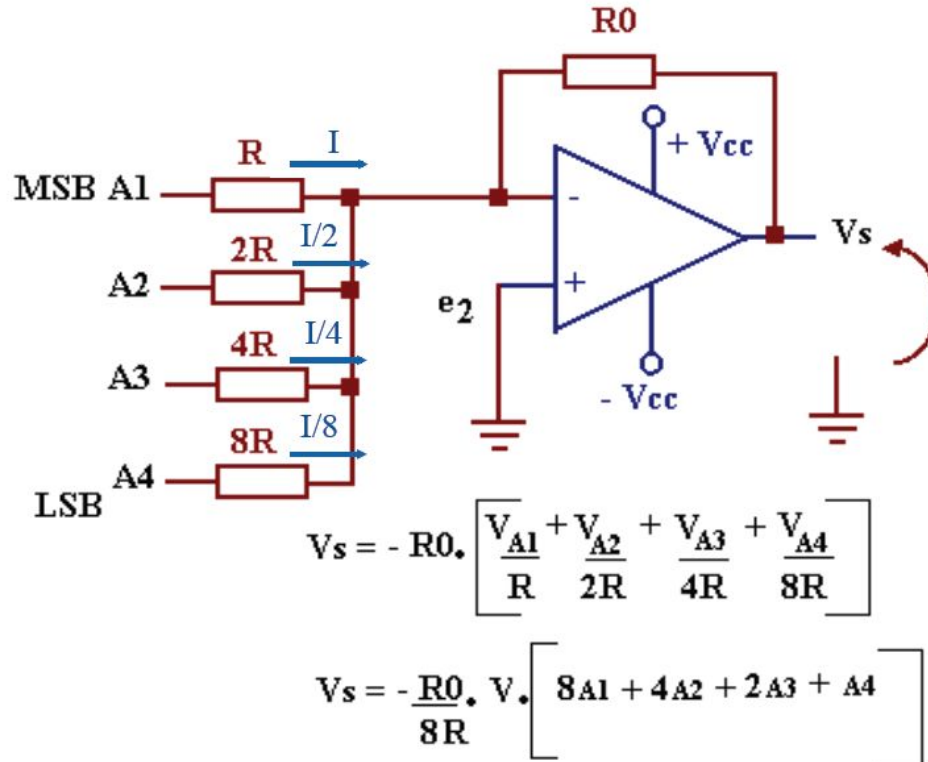 R0
I
R
+ Vcc
MSB A1
-
Vs
I/2
2R
A2
+
e2
I/4
4R
A3
- Vcc
I/8
8R
A4
LSB
Vs = - R0. [ VA1/R + VA2/2R + VA3/4R + VA4/8R ]
Vs = - R0/8R . V. [ 8A1 + 4A2 + 2A3 + A4 ]